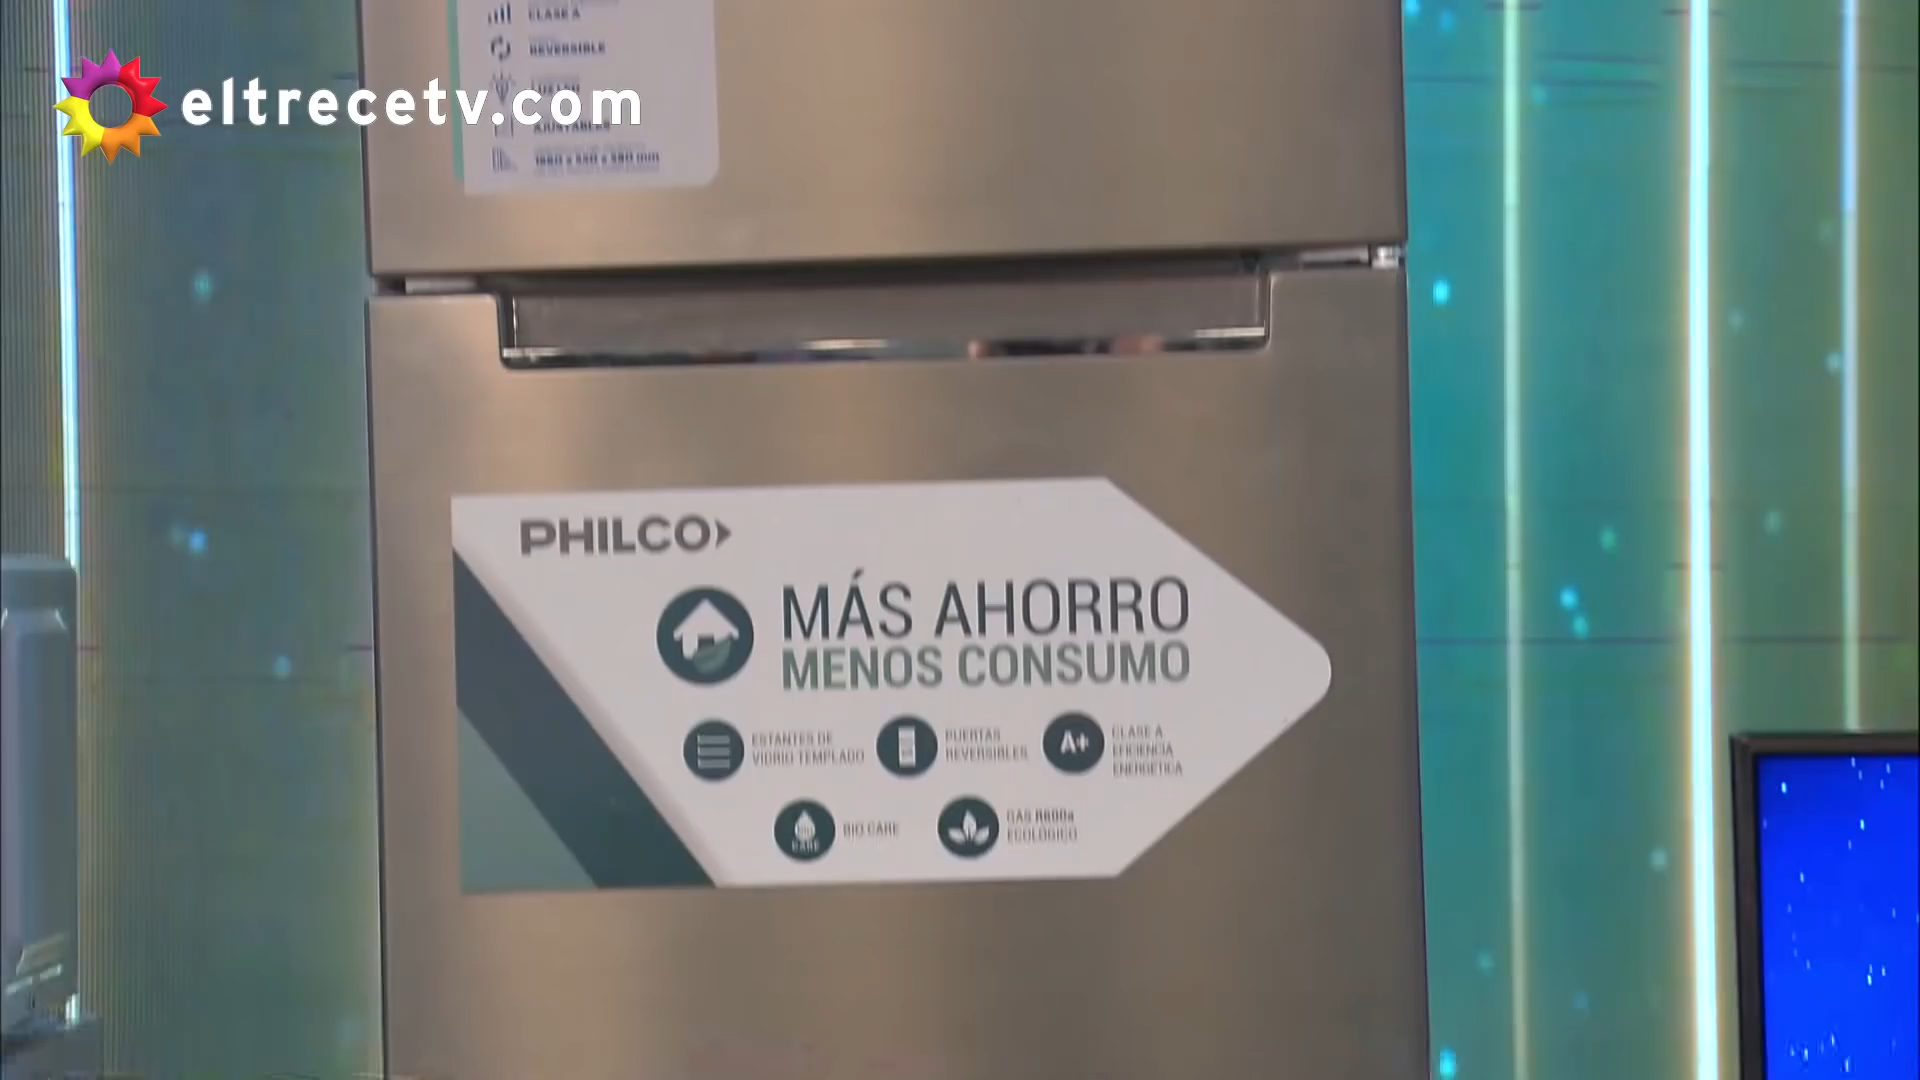 CLASE A
REVERSIBLE
eltrecetv.com
AJUSTABLES
PHILCO
MÁS AHORRO
MENOS CONSUMO
ESTANTES DE
VIDRIO TEMPLADO
PUERTAS
REVERSIBLES
A+
CLASE A
EFICIENCIA
ENERGÉTICA
BIO CARE
GAS R600a
ECOLÓGICO